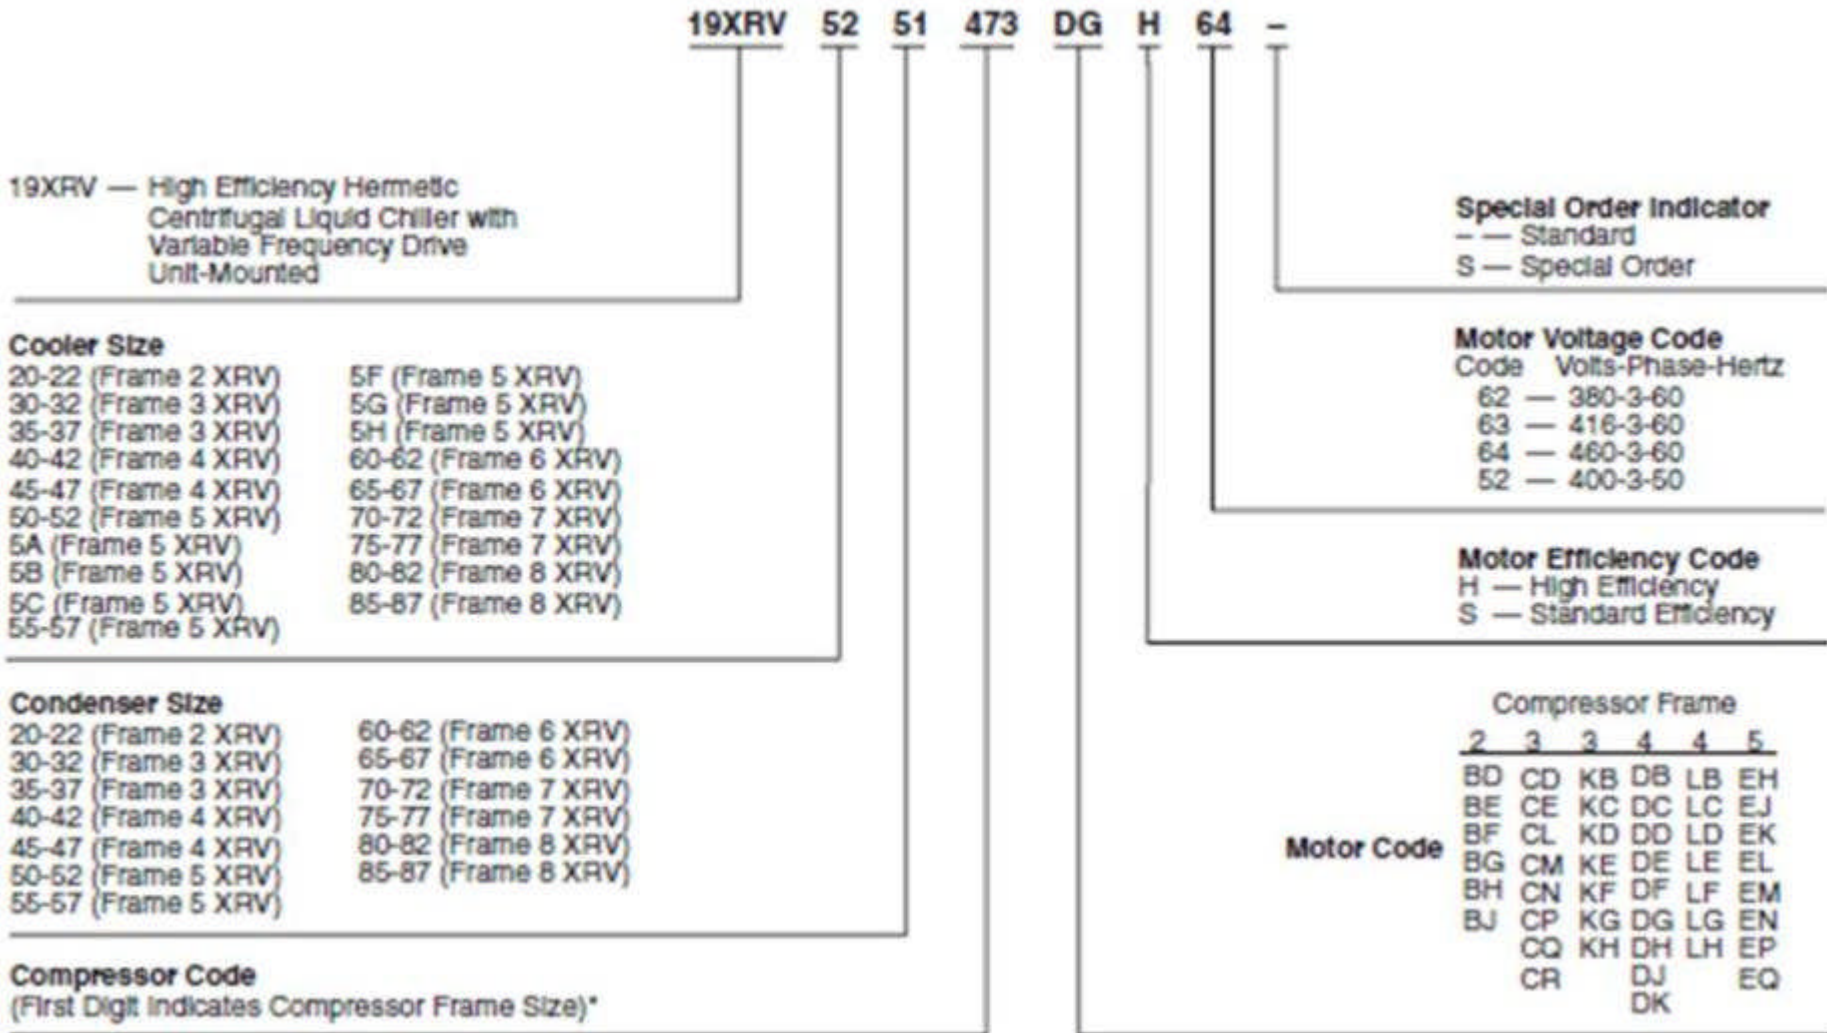 19XRV 52 51 473 DG H 64 –
19XRV — High Efficiency Hermetic
Centrifugal Liquid Chiller with
Variable Frequency Drive
Unit-Mounted
Cooler Size
20-22 (Frame 2 XRV) 5F (Frame 5 XRV)
30-32 (Frame 3 XRV) 5G (Frame 5 XRV)
35-37 (Frame 3 XRV) 5H (Frame 5 XRV)
40-42 (Frame 4 XRV) 60-62 (Frame 6 XRV)
45-47 (Frame 4 XRV) 65-67 (Frame 6 XRV)
50-52 (Frame 5 XRV) 70-72 (Frame 7 XRV)
5A (Frame 5 XRV) 75-77 (Frame 7 XRV)
5B (Frame 5 XRV) 80-82 (Frame 8 XRV)
5C (Frame 5 XRV) 85-87 (Frame 8 XRV)
55-57 (Frame 5 XRV)
Condenser Size
20-22 (Frame 2 XRV) 60-62 (Frame 6 XRV)
30-32 (Frame 3 XRV) 65-67 (Frame 6 XRV)
35-37 (Frame 3 XRV) 70-72 (Frame 7 XRV)
40-42 (Frame 4 XRV) 75-77 (Frame 7 XRV)
45-47 (Frame 4 XRV) 80-82 (Frame 8 XRV)
50-52 (Frame 5 XRV) 85-87 (Frame 8 XRV)
55-57 (Frame 5 XRV)
Compressor Code
(First Digit Indicates Compressor Frame Size)*
Special Order Indicator
– — Standard
S — Special Order
Motor Voltage Code
Code Volts-Phase-Hertz
62 — 380-3-60
63 — 416-3-60
64 — 460-3-60
52 — 400-3-50
Motor Efficiency Code
H — High Efficiency
S — Standard Efficiency
Compressor Frame
2 3 3 4 4 5
BD CD KB DB LB EH
BE CE KC DC LC EJ
BF CL KD DD LD EK
Motor Code
BG CM KE DE LE EL
BH CN KF DF LF EM
BJ CP KG DG LG EN
CQ KH DH LH EP
CR DJ EQ
DK